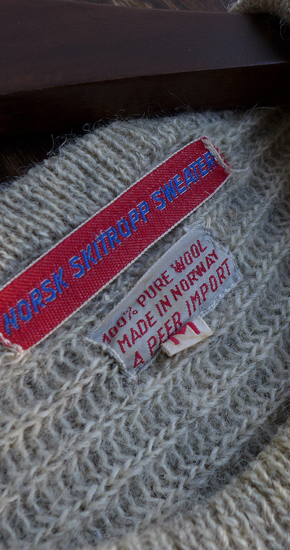 NORSK SKITROPP SWEATER
100% PURE WOOL
MADE IN NORWAY
A PEER IMPORT